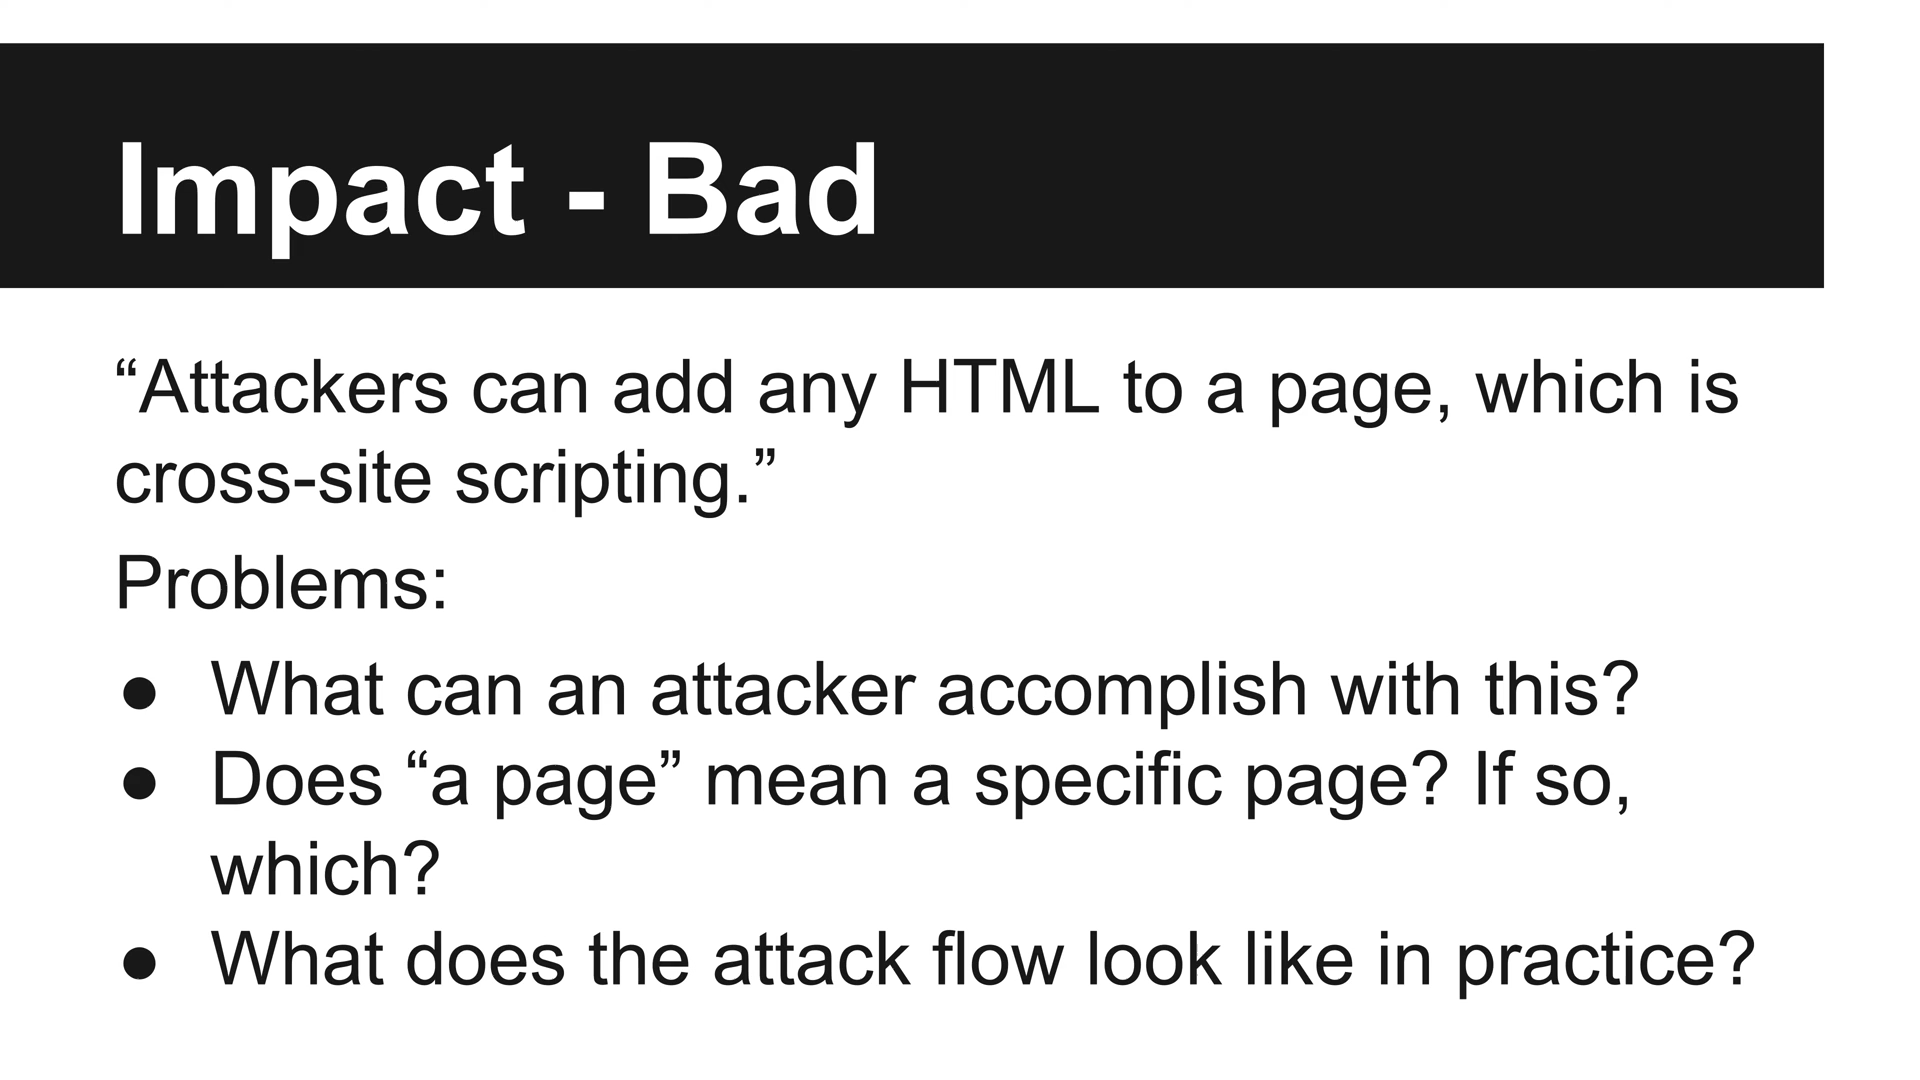 Impact - Bad
“Attackers can add any HTML to a page, which is
cross-site scripting.”
Problems:
● What can an attacker accomplish with this?
● Does “a page” mean a specific page? If so,
which?
● What does the attack flow look like in practice?